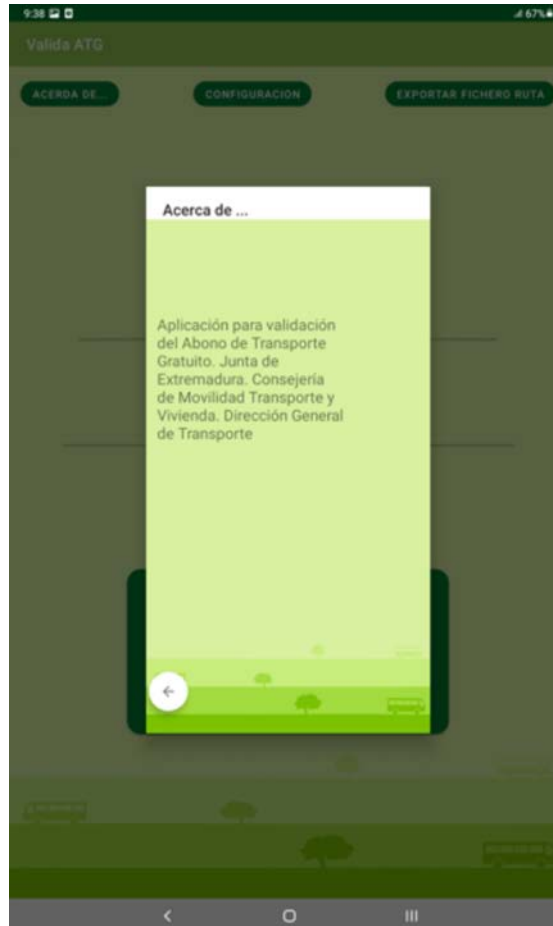 9:38
67%
Valida ATG
ACERDA DE...
CONFIGURACION
EXPORTAR FICHERO RUTA
Acerca de ...
Aplicación para validación
del Abono de Transporte
Gratuito. Junta de
Extremadura. Consejería
de Movilidad Transporte y
Vivienda. Dirección General
de Transporte